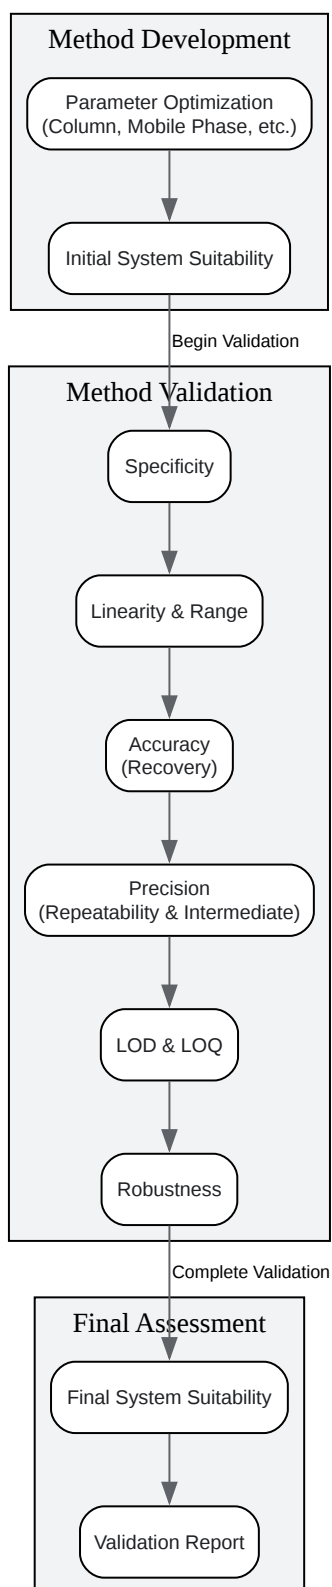 Method Development
Parameter Optimization
(Column, Mobile Phase, etc.)
Initial System Suitability
Begin Validation
Method Validation
Specificity
Linearity & Range
Accuracy
(Recovery)
Precision
(Repeatability & Intermediate)
LOD & LOQ
Robustness
Complete Validation
Final Assessment
Final System Suitability
Validation Report